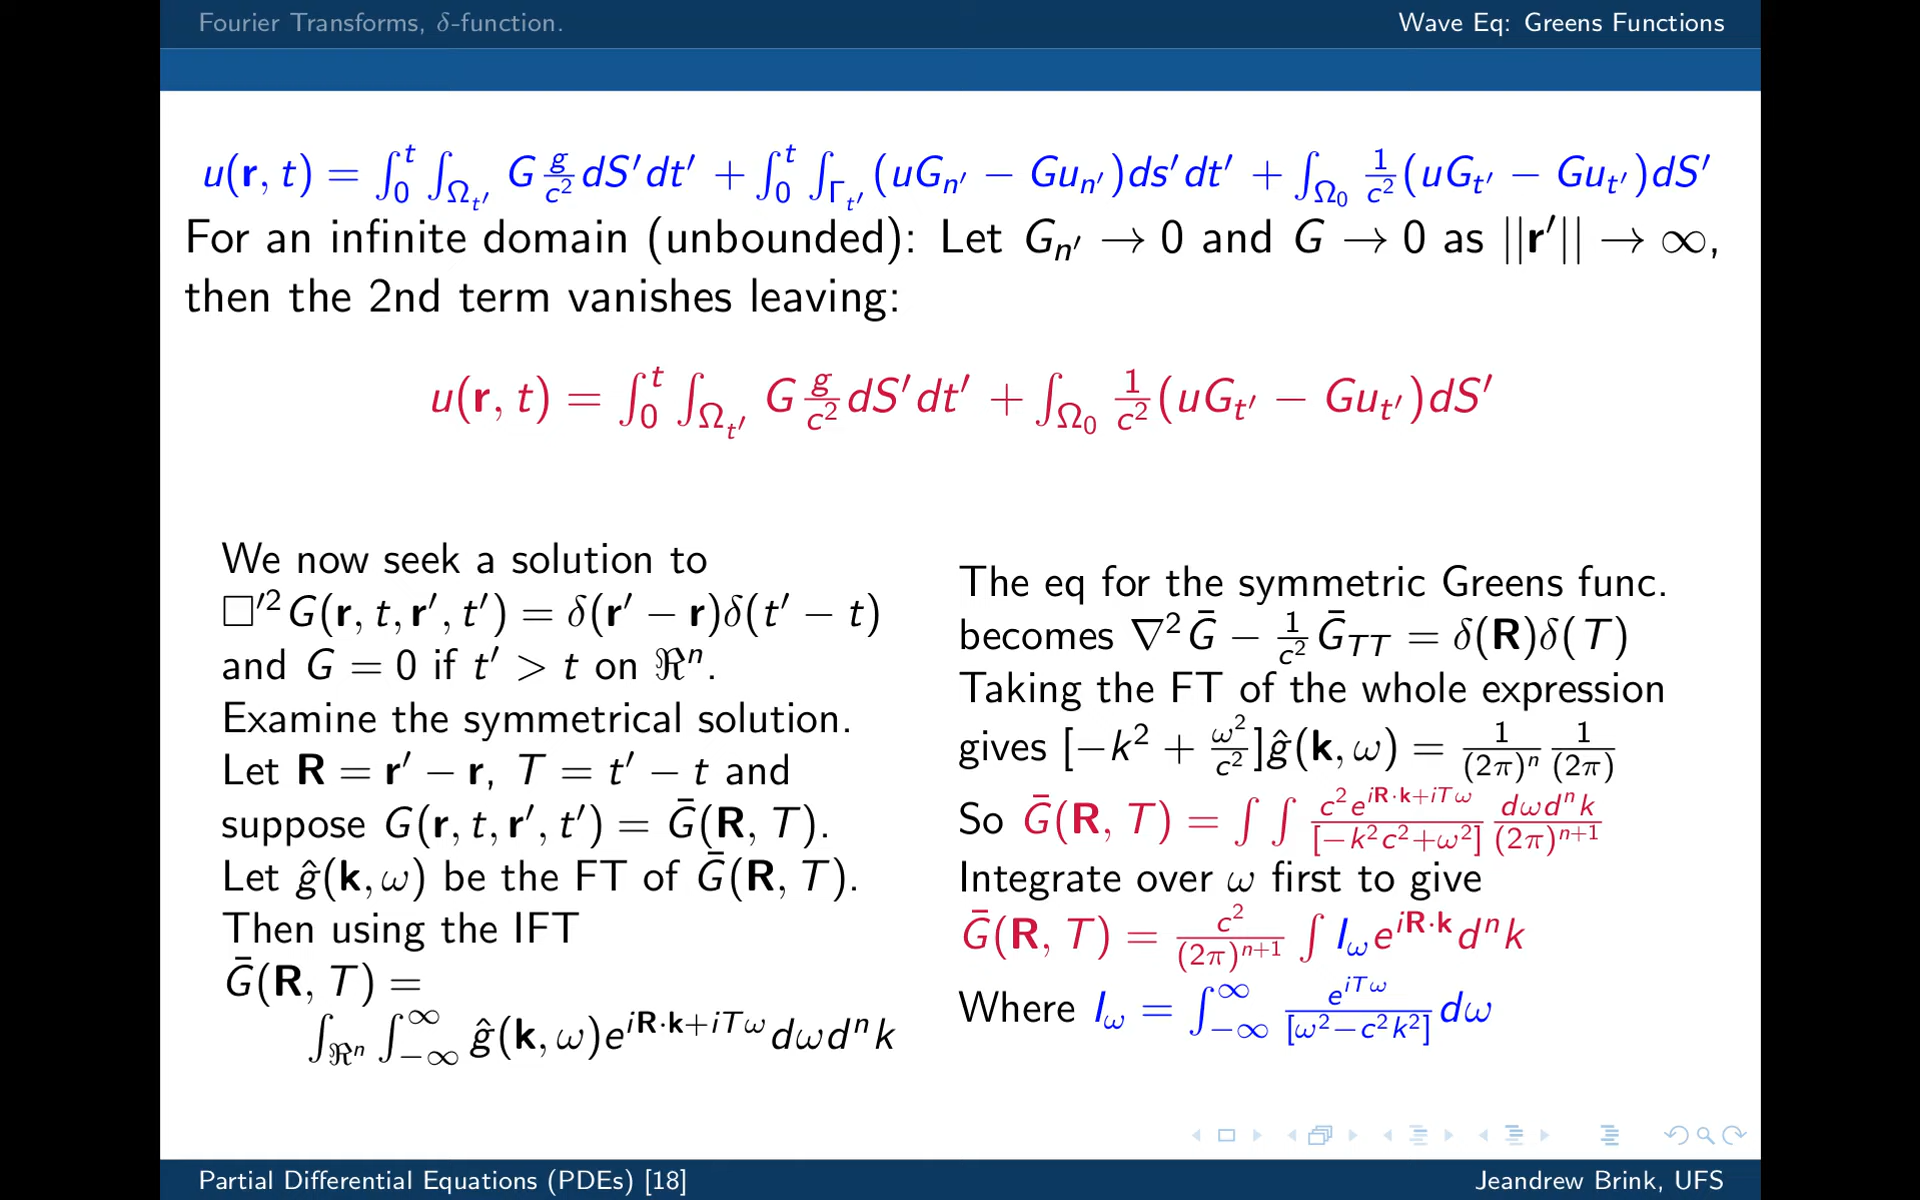 Fourier Transforms, δ-function.
Wave Eq: Greens Functions
u(r, t) = ∫₀ᵗ ∫_{Ω_{t′}} G g/c² dS′dt′ + ∫₀ᵗ ∫_{Γ_{t′}} (uG_{n′} − Gu_{n′})ds′dt′ + ∫_{Ω₀} 1/c² (uG_{t′} − Gu_{t′})dS′
For an infinite domain (unbounded): Let G_{n′} → 0 and G → 0 as ||r′|| → ∞,
then the 2nd term vanishes leaving:
u(r, t) = ∫₀ᵗ ∫_{Ω_{t′}} G g/c² dS′dt′ + ∫_{Ω₀} 1/c² (uG_{t′} − Gu_{t′})dS′
We now seek a solution to
□′² G(r, t, r′, t′) = δ(r′ − r)δ(t′ − t)
and G = 0 if t′ > t on ℜⁿ.
Examine the symmetrical solution.
Let R = r′ − r, T = t′ − t and
suppose G(r, t, r′, t′) = Ḡ(R, T).
Let ĝ(k, ω) be the FT of Ḡ(R, T).
Then using the IFT
Ḡ(R, T) =
∫_{ℜⁿ} ∫_{−∞}^{∞} ĝ(k, ω)e^{iR·k+iTω} dωdⁿk
The eq for the symmetric Greens func.
becomes ∇²Ḡ − 1/c² Ḡ_{TT} = δ(R)δ(T)
Taking the FT of the whole expression
gives [−k² + ω²/c²]ĝ(k, ω) = 1/(2π)ⁿ 1/(2π)
So Ḡ(R, T) = ∫ ∫ c²e^{iR·k+iTω}/[−k²c²+ω²] dωdⁿk/(2π)ⁿ⁺¹
Integrate over ω first to give
Ḡ(R, T) = c²/(2π)ⁿ⁺¹ ∫ I_ω e^{iR·k} dⁿk
Where I_ω = ∫_{−∞}^{∞} e^{iTω}/[ω²−c²k²] dω
Partial Differential Equations (PDEs) [18]
Jeandrew Brink, UFS